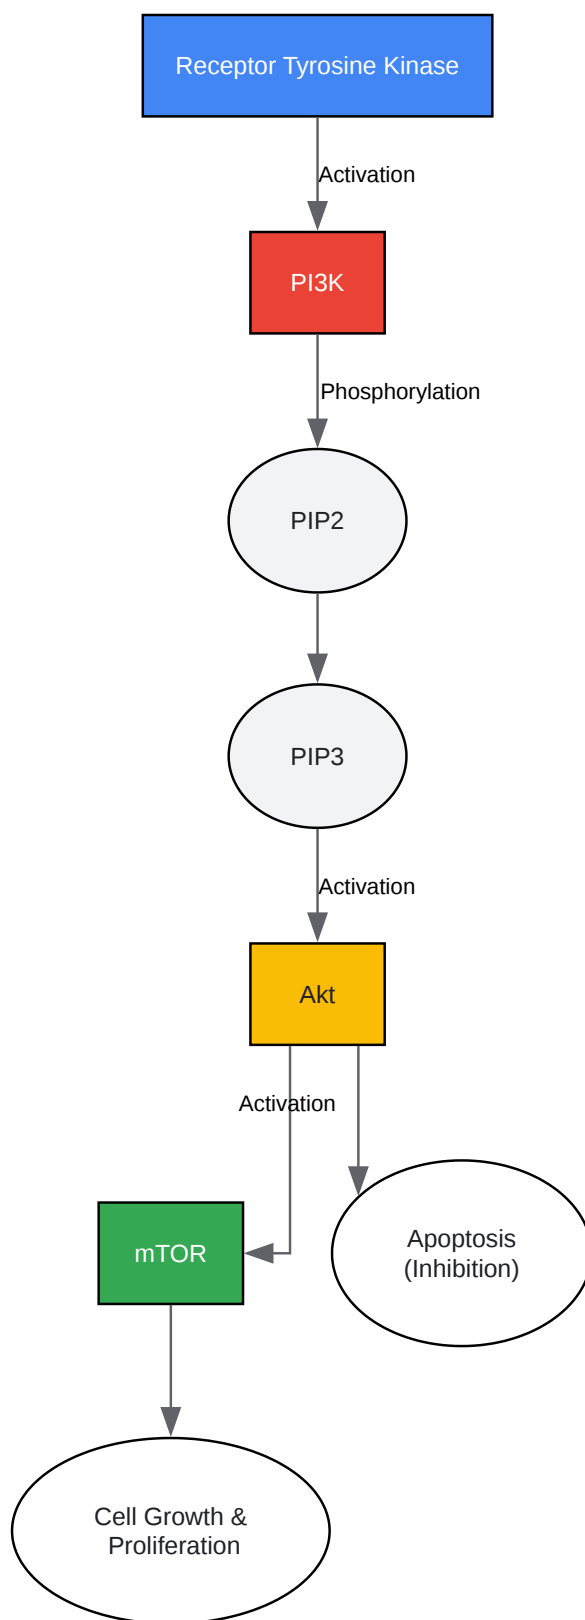 Receptor Tyrosine Kinase
Activation
PI3K
Phosphorylation
PIP2
PIP3
Activation
Akt
Activation
mTOR
Apoptosis
(Inhibition)
Cell Growth &
Proliferation